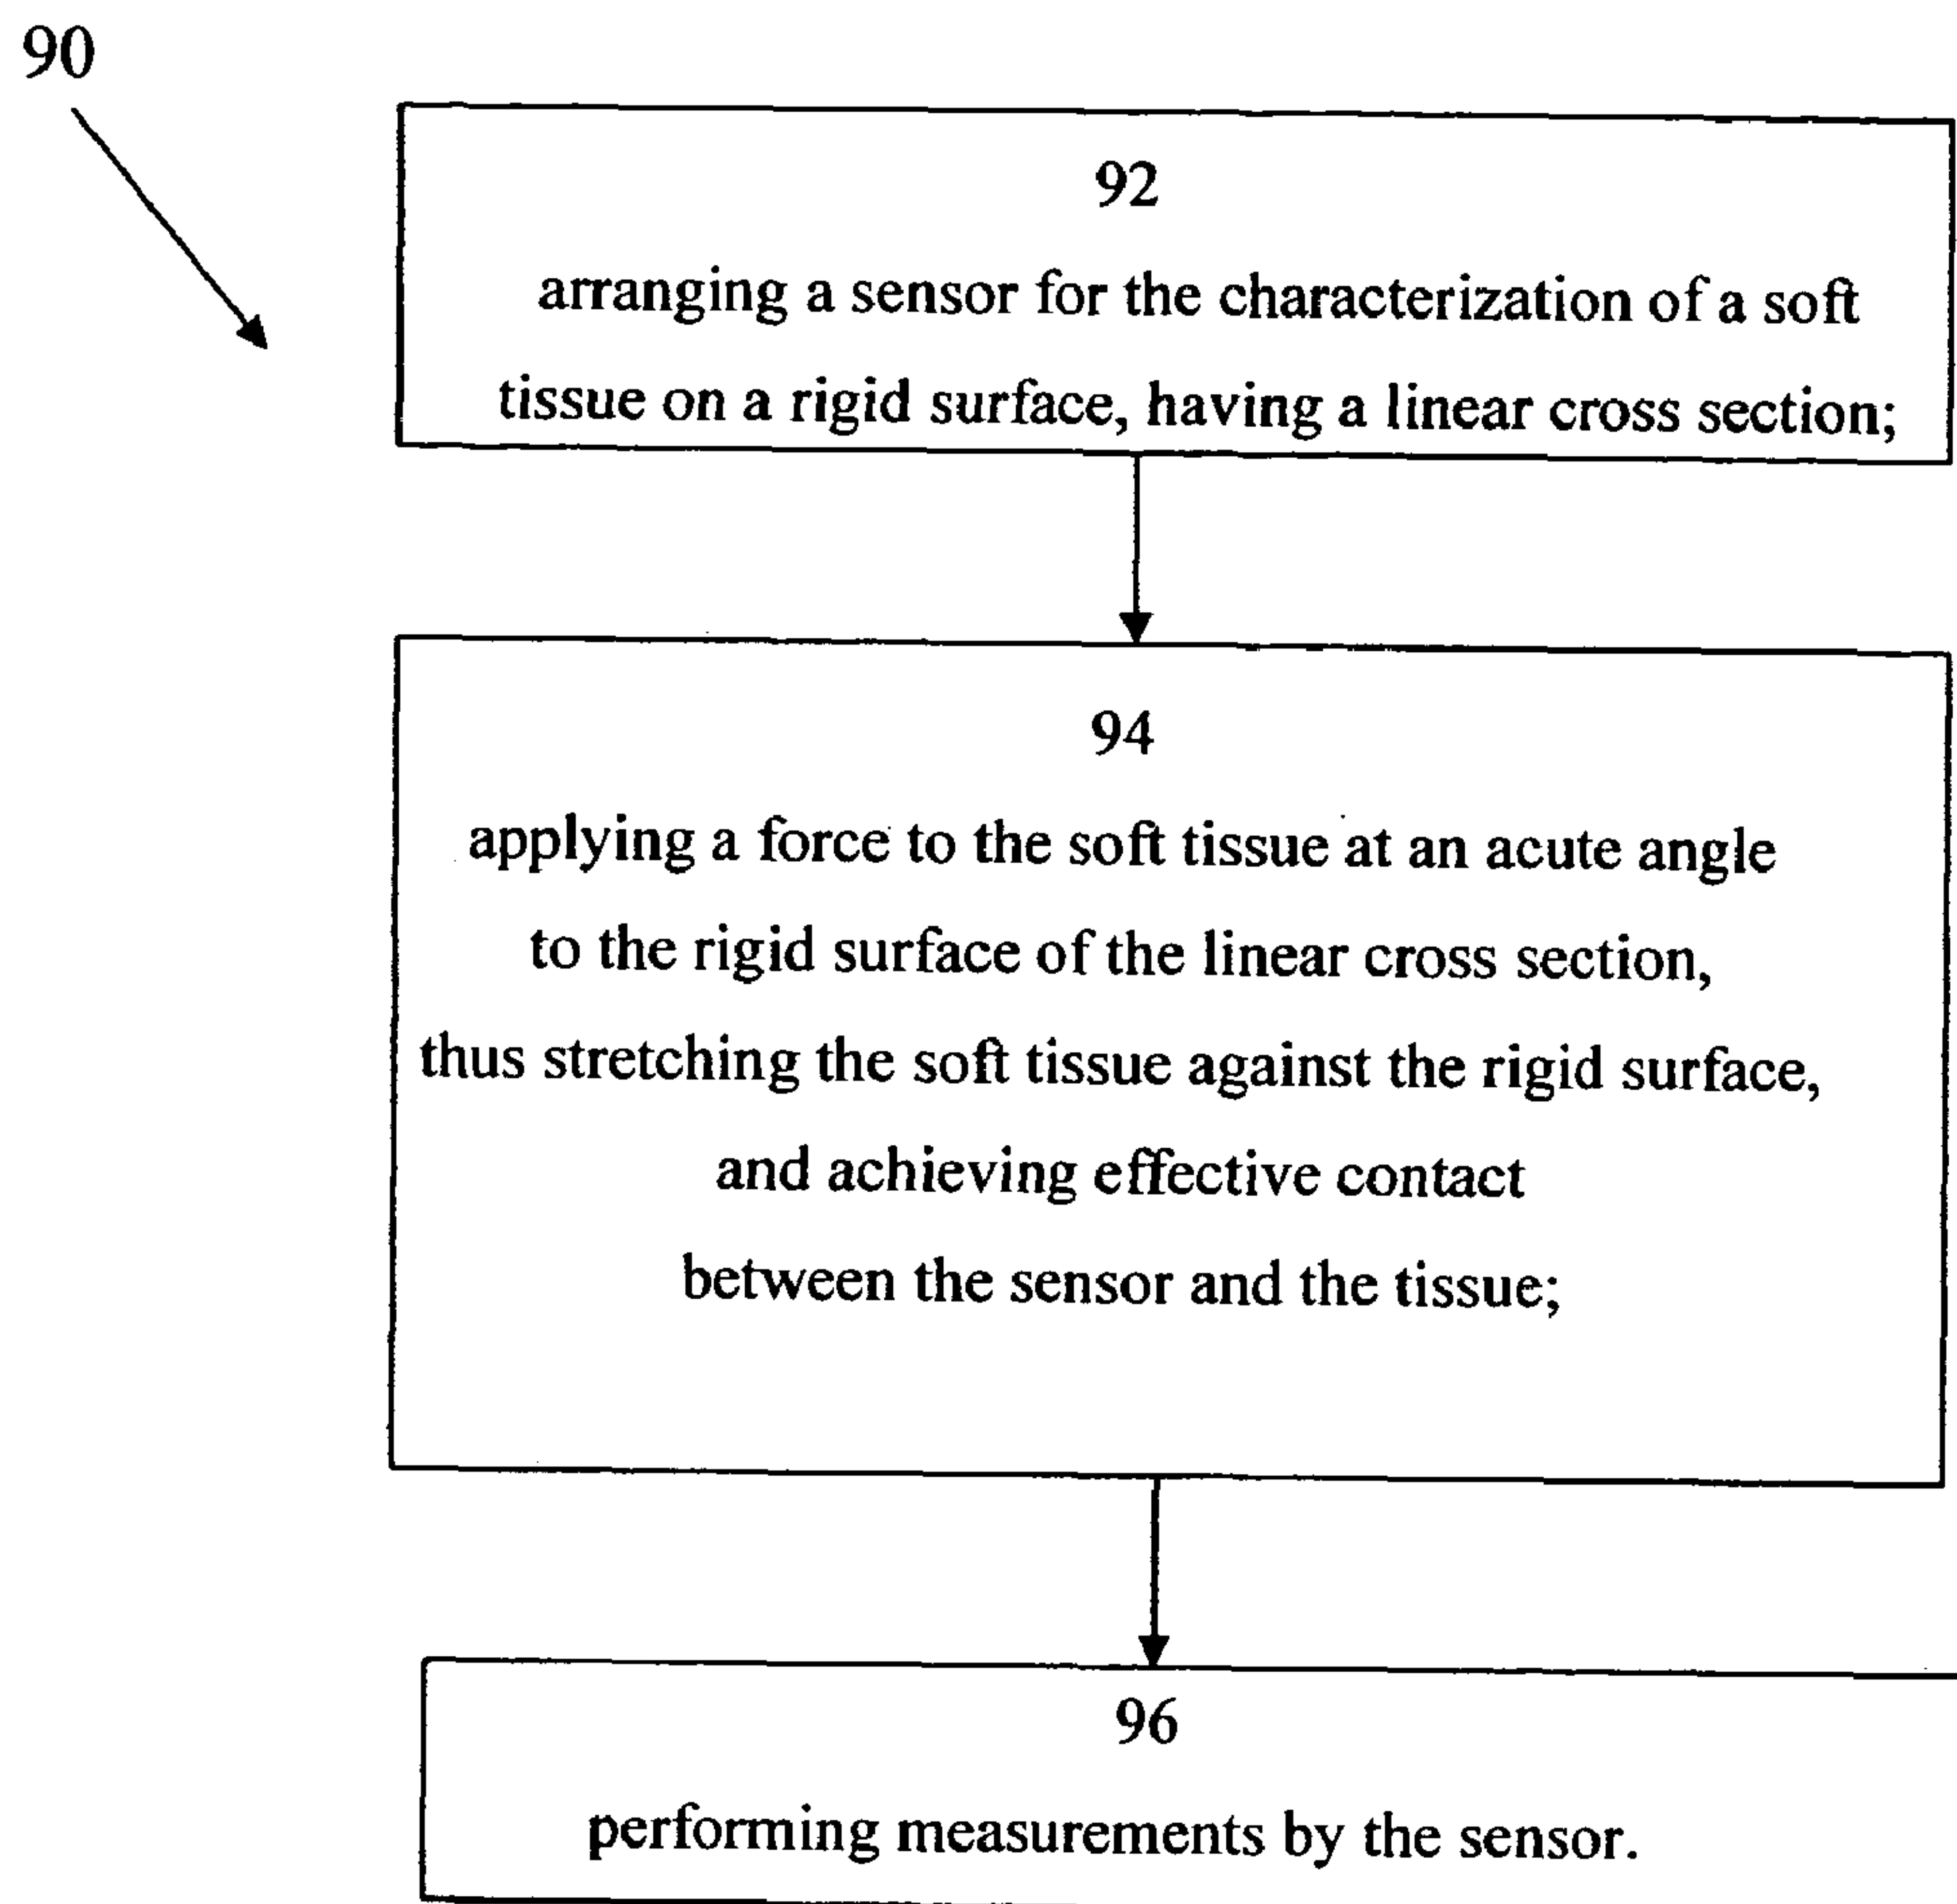 90
92
arranging a sensor for the characterization of a soft
tissue on a rigid surface, having a linear cross section;
94
applying a force to the soft tissue at an acute angle
to the rigid surface of the linear cross section,
thus stretching the soft tissue against the rigid surface,
and achieving effective contact
between the sensor and the tissue;
96
performing measurements by the sensor.